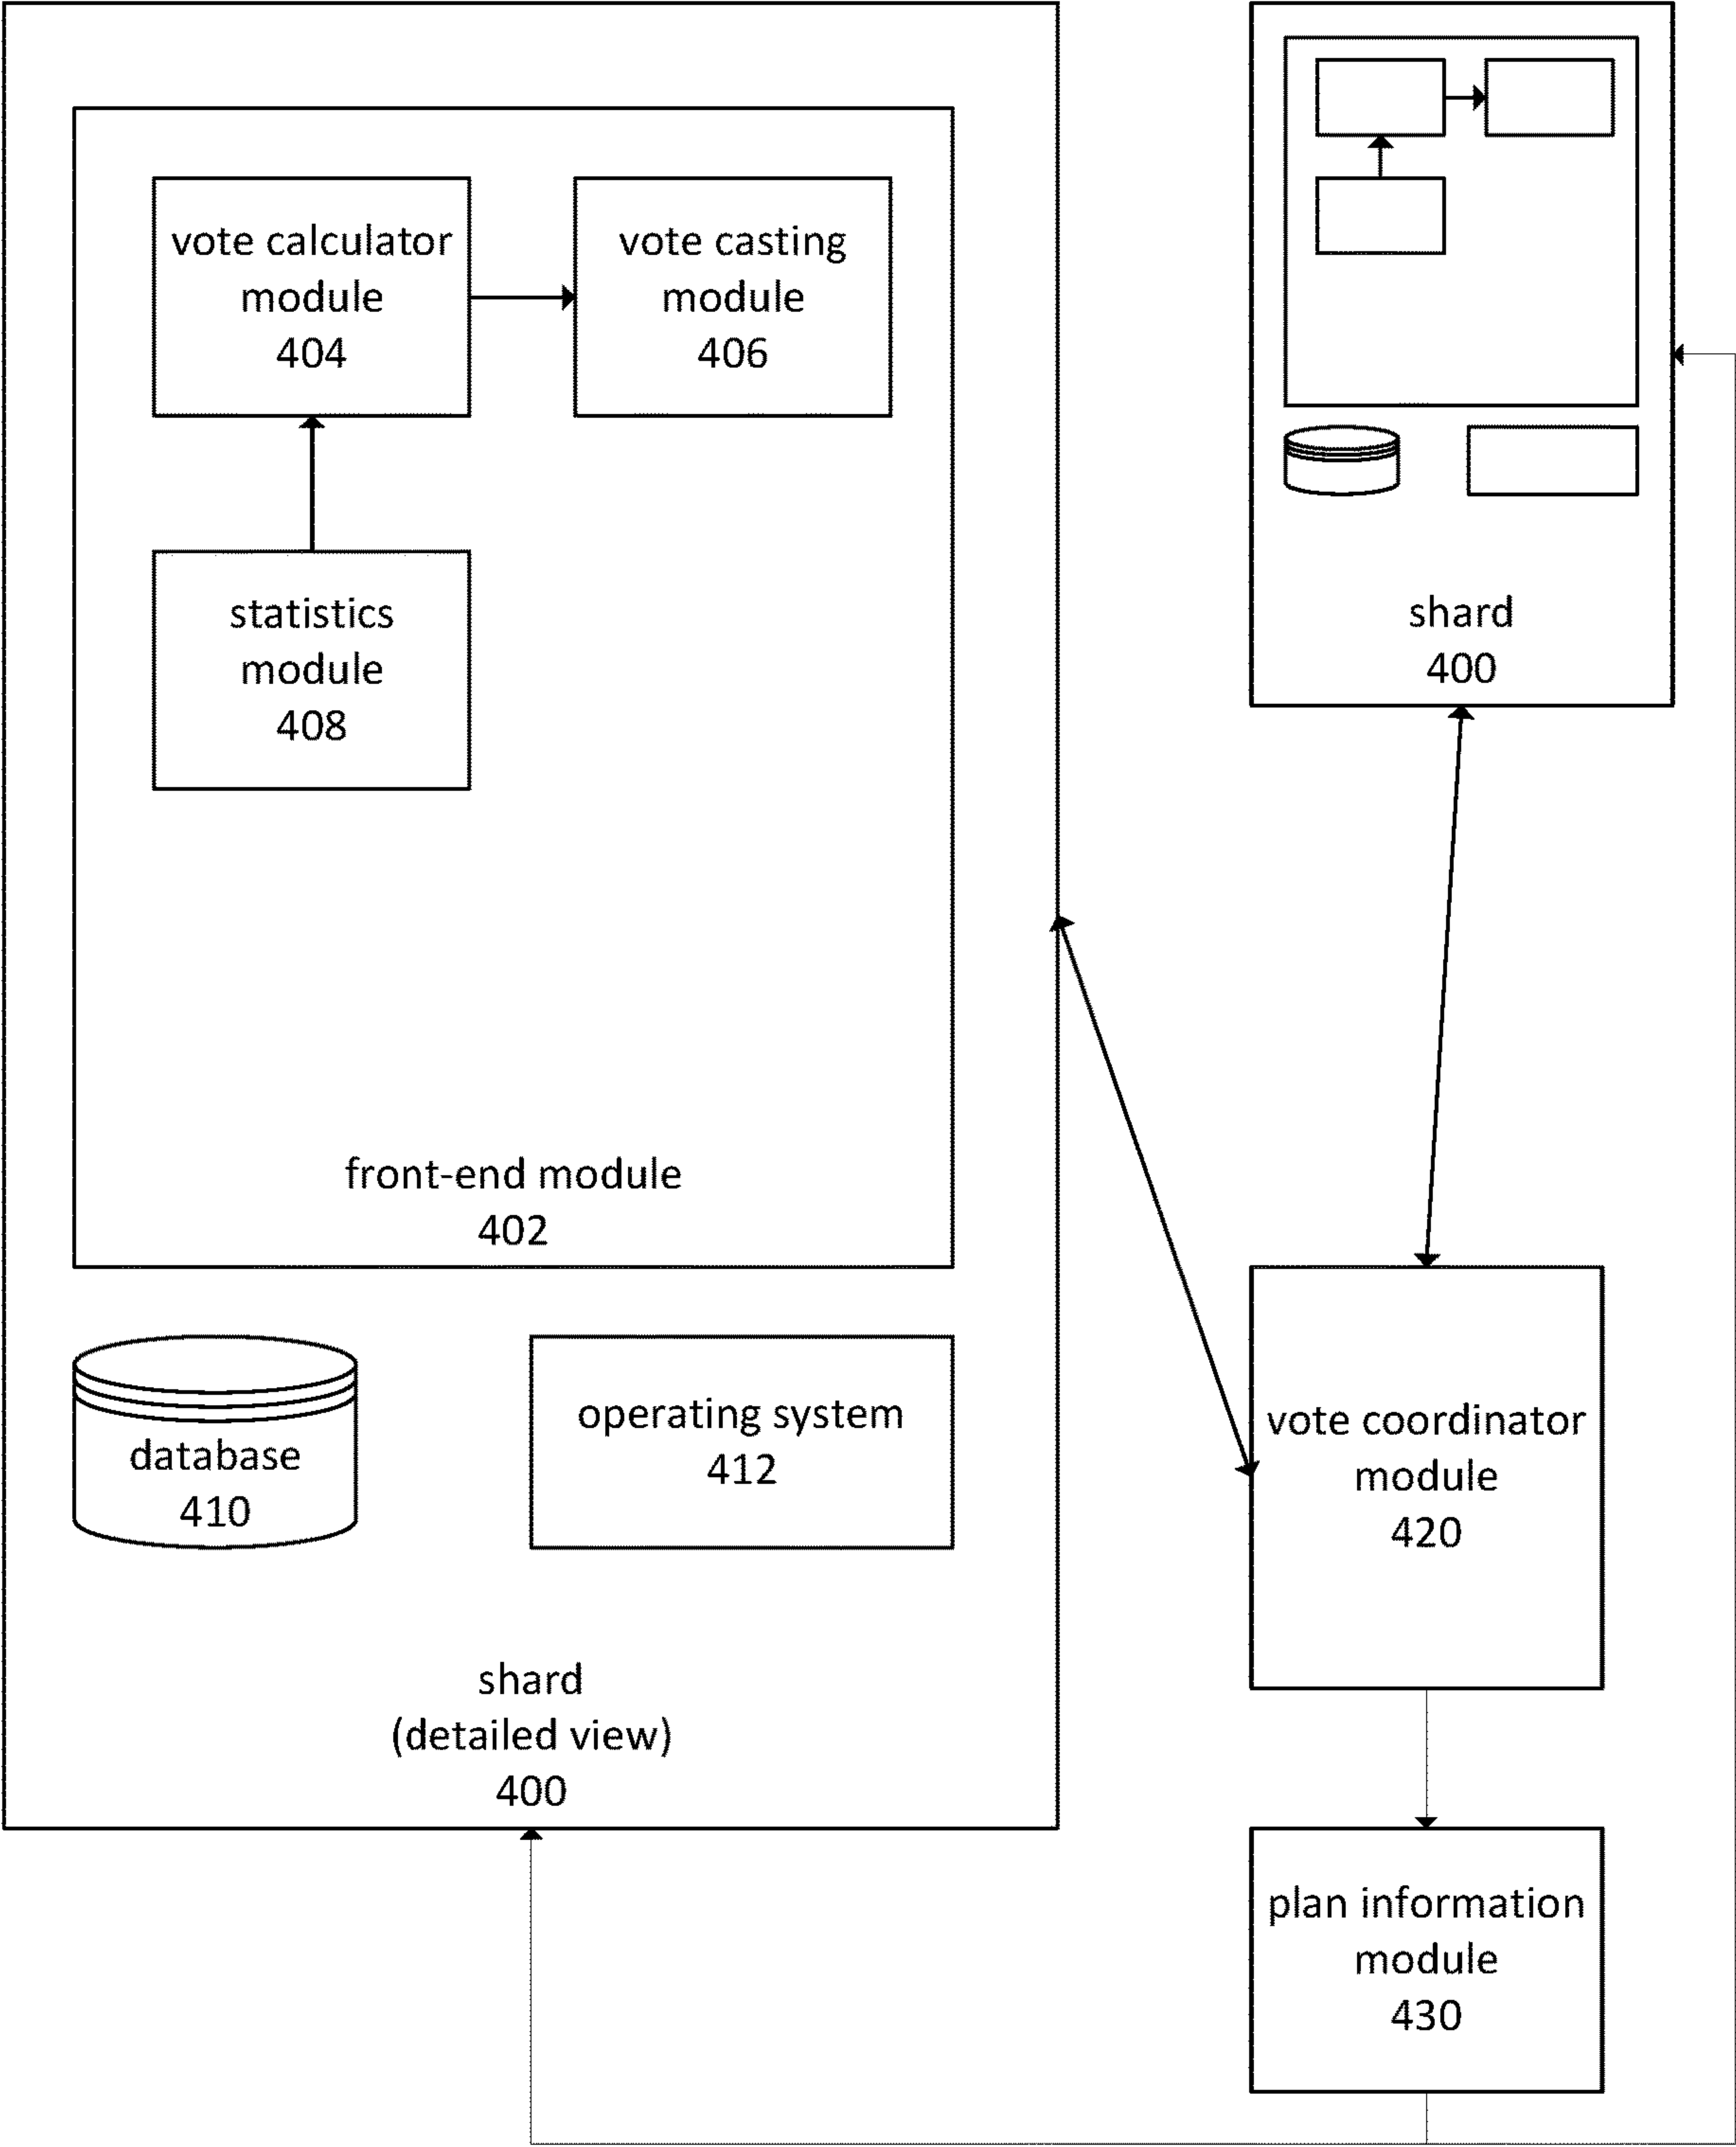 vote calculator
module
404
vote casting
module
406
statistics
module
408
front-end module
402
database
410
operating system
412
shard
(detailed view)
400
shard
400
vote coordinator
module
420
plan information
module
430